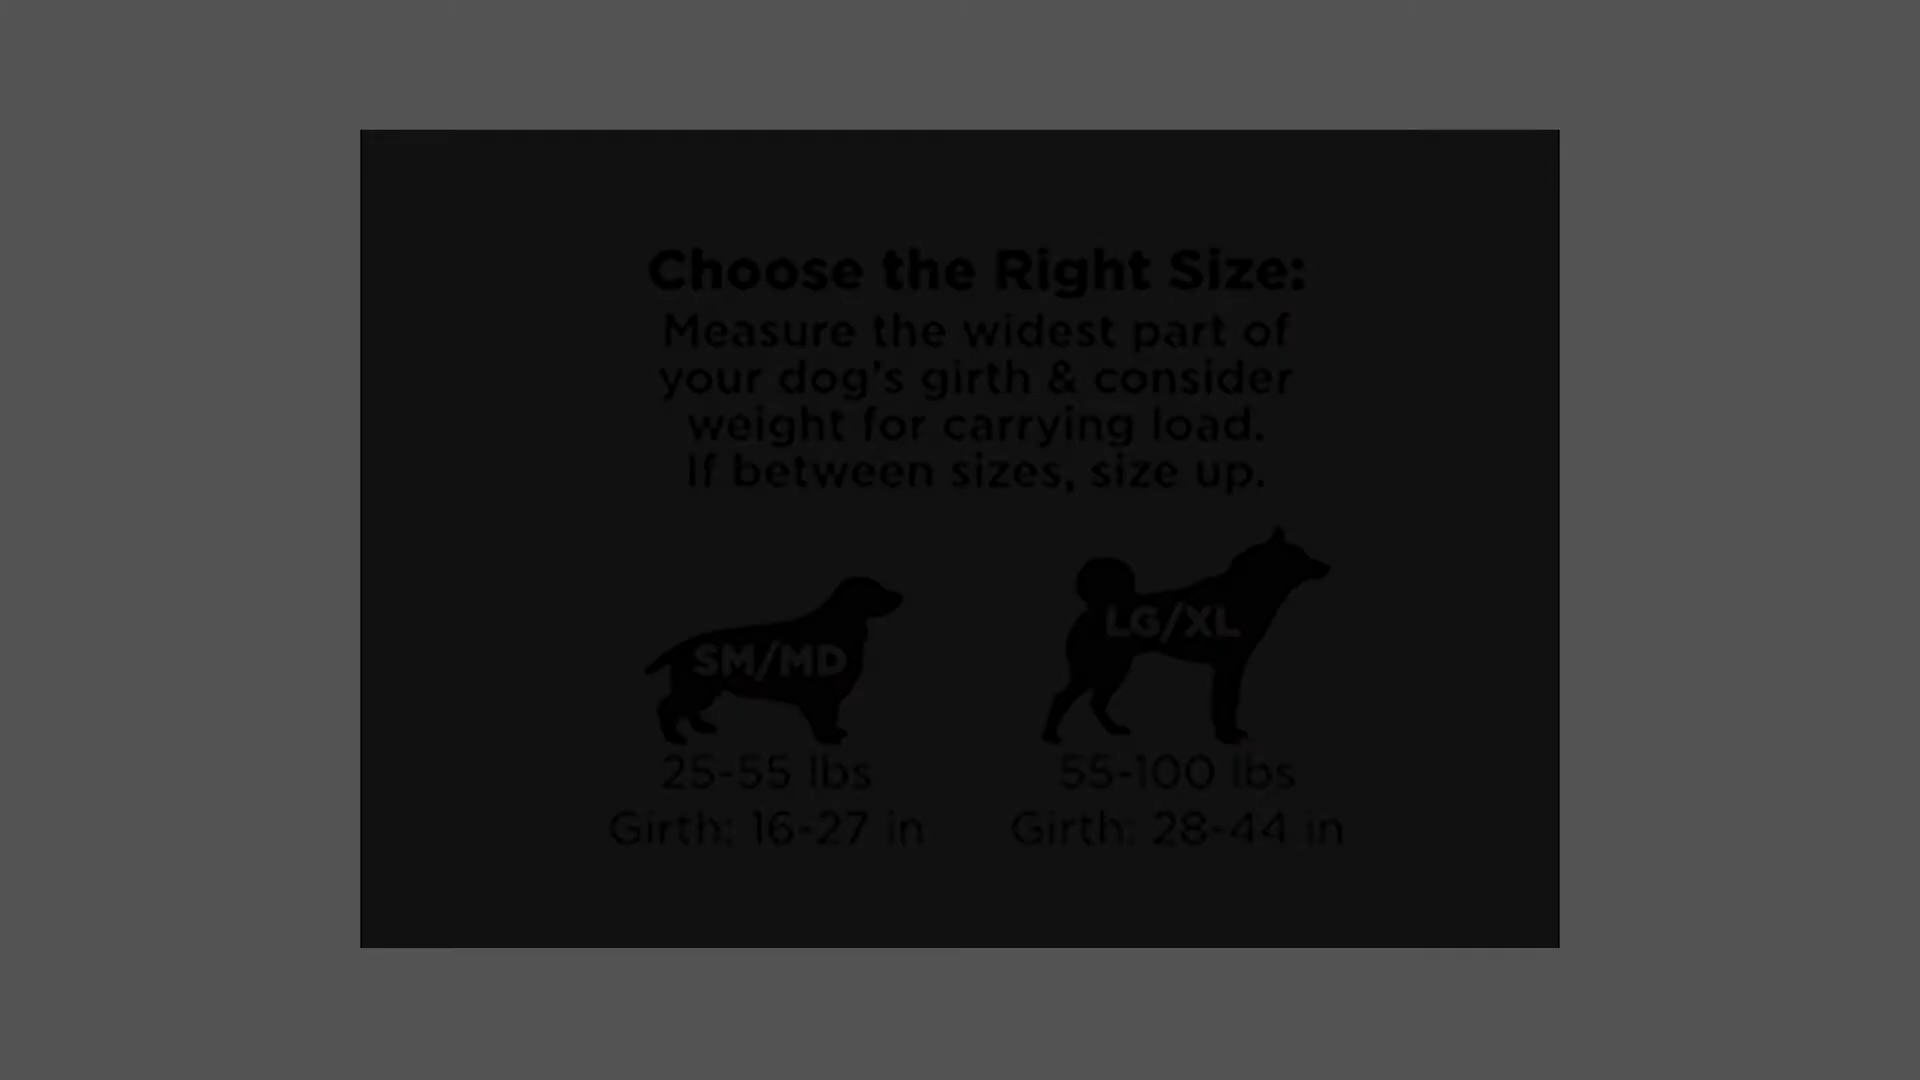 Choose the Right Size:
Measure the widest part of
your dog's girth & consider
weight for carrying load.
If between sizes, size up.
SM/MD
LG/XL
25-55 lbs
55-100 lbs
Girth: 16-27 in
Girth: 28-44 in